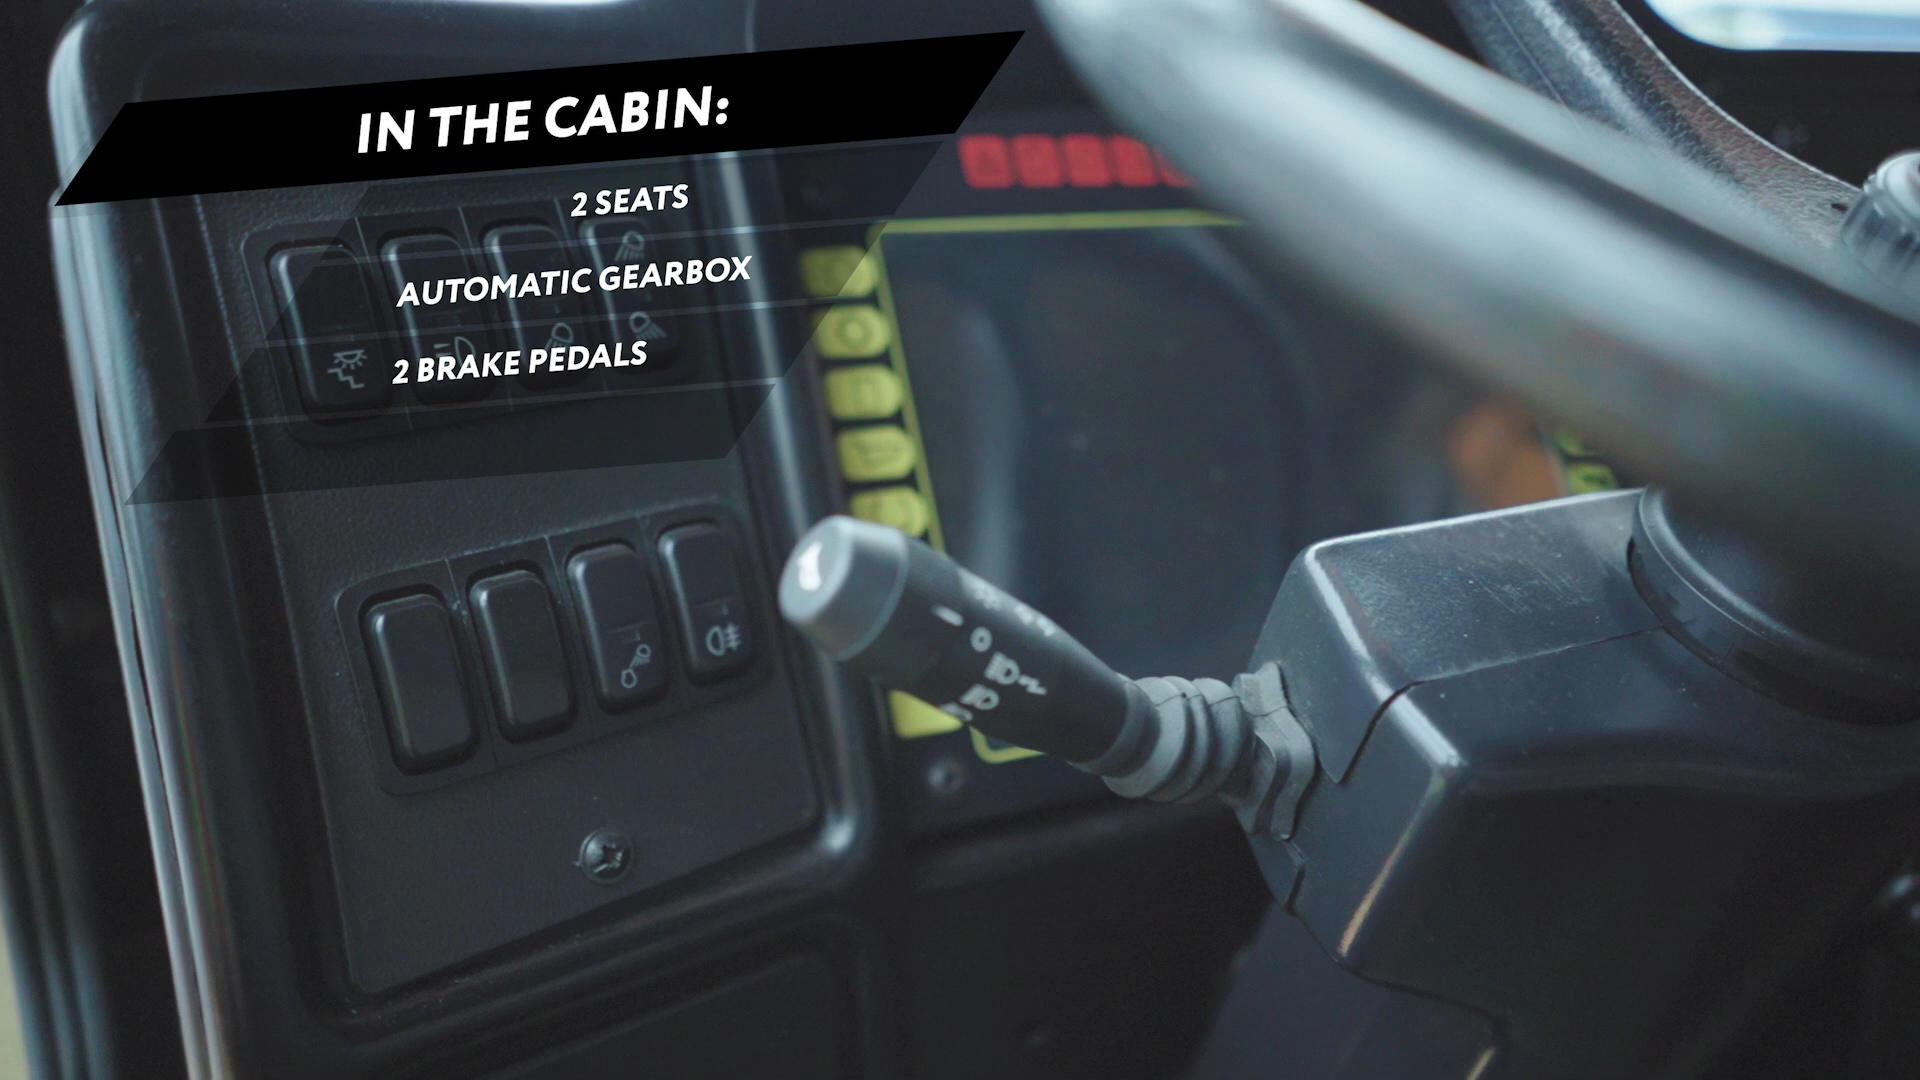 IN THE CABIN:
2 SEATS
AUTOMATIC GEARBOX
2 BRAKE PEDALS